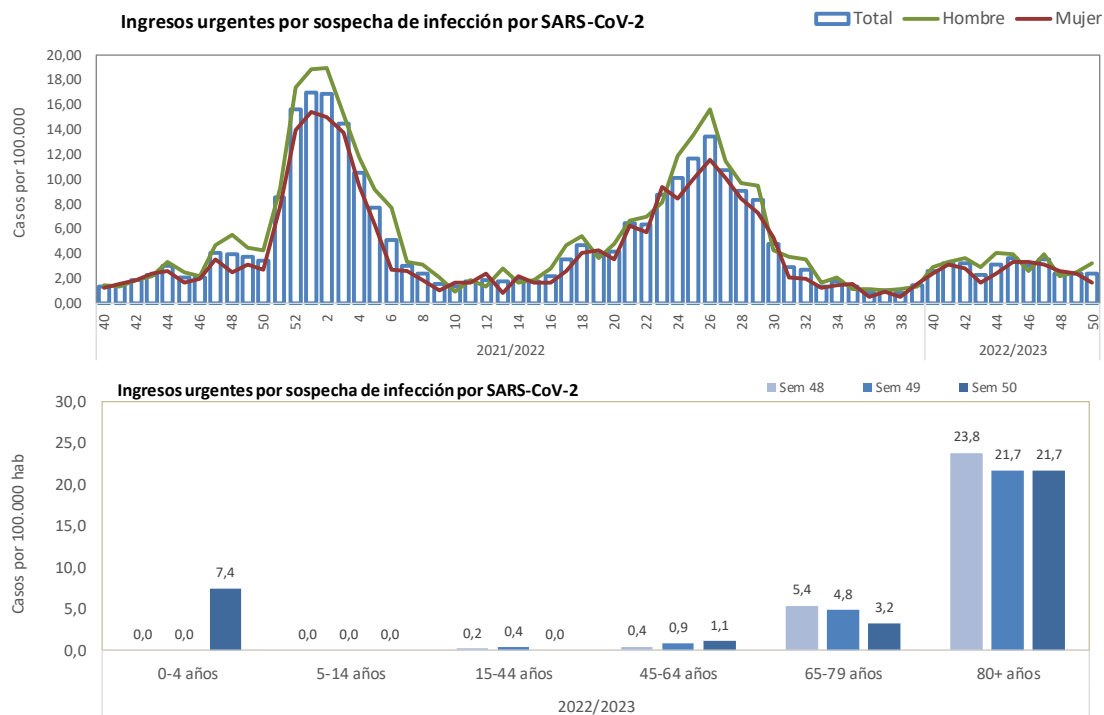 Ingresos urgentes por sospecha de infección por SARS-CoV-2
Total Hombre Mujer
Casos por 100.000
20,00
18,00
16,00
14,00
12,00
10,00
8,00
6,00
4,00
2,00
0,00
40 42 44 46 48 50 52 2 4 6 8 10 12 14 16 18 20 22 24 26 28 30 32 34 36 38 40 42 44 46 48 50
2021/2022 2022/2023
Ingresos urgentes por sospecha de infección por SARS-CoV-2
Sem 48 Sem 49 Sem 50
Casos por 100.000 hab
30,0
25,0
20,0
15,0
10,0
5,0
0,0
0,0 0,0 7,4
0,0 0,0 0,0
0,2 0,4 0,0
0,4 0,9 1,1
5,4 4,8 3,2
23,8 21,7 21,7
0-4 años 5-14 años 15-44 años 45-64 años 65-79 años 80+ años
2022/2023